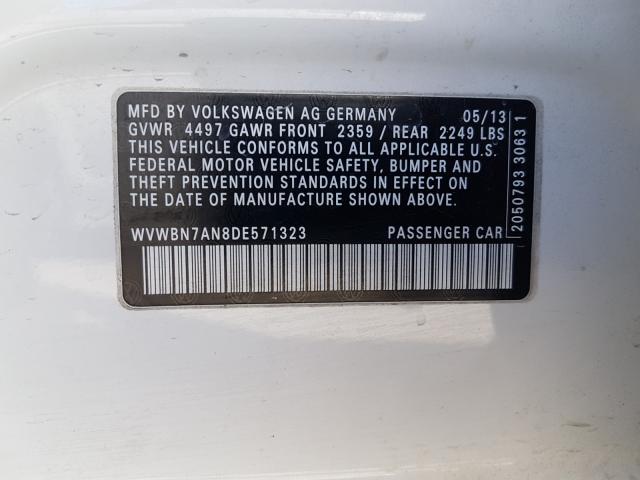 MFD BY VOLKSWAGEN AG GERMANY 05/13
GVWR 4497 GAWR FRONT 2359 / REAR 2249 LBS
THIS VEHICLE CONFORMS TO ALL APPLICABLE U.S.
FEDERAL MOTOR VEHICLE SAFETY, BUMPER AND
THEFT PREVENTION STANDARDS IN EFFECT ON
THE DATE OF MANUFACTURE SHOWN ABOVE.
WVWBN7AN8DE571323 PASSENGER CAR
2050793 3063 1